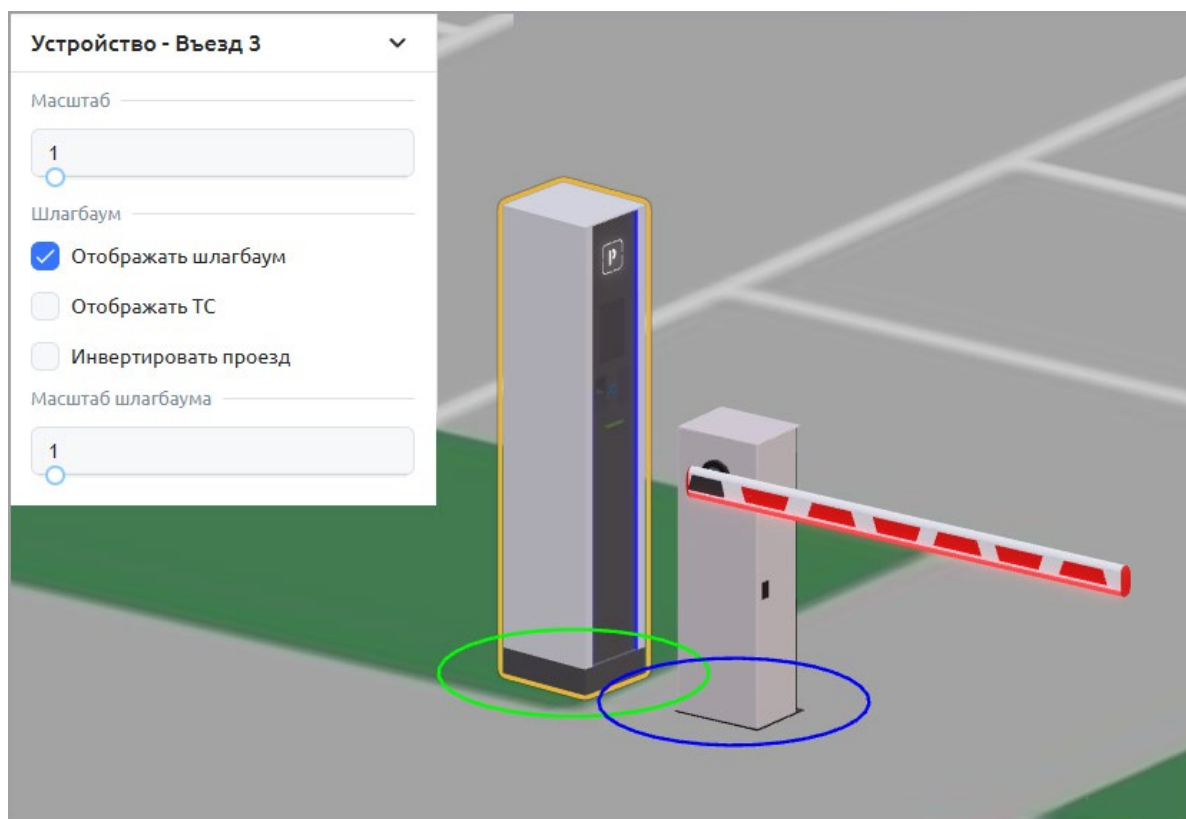 Устройство - Въезд 3
Масштаб
1
Шлагбаум
Отображать шлагбаум
Отображать ТС
Инвертировать проезд
Масштаб шлагбаума
1
P